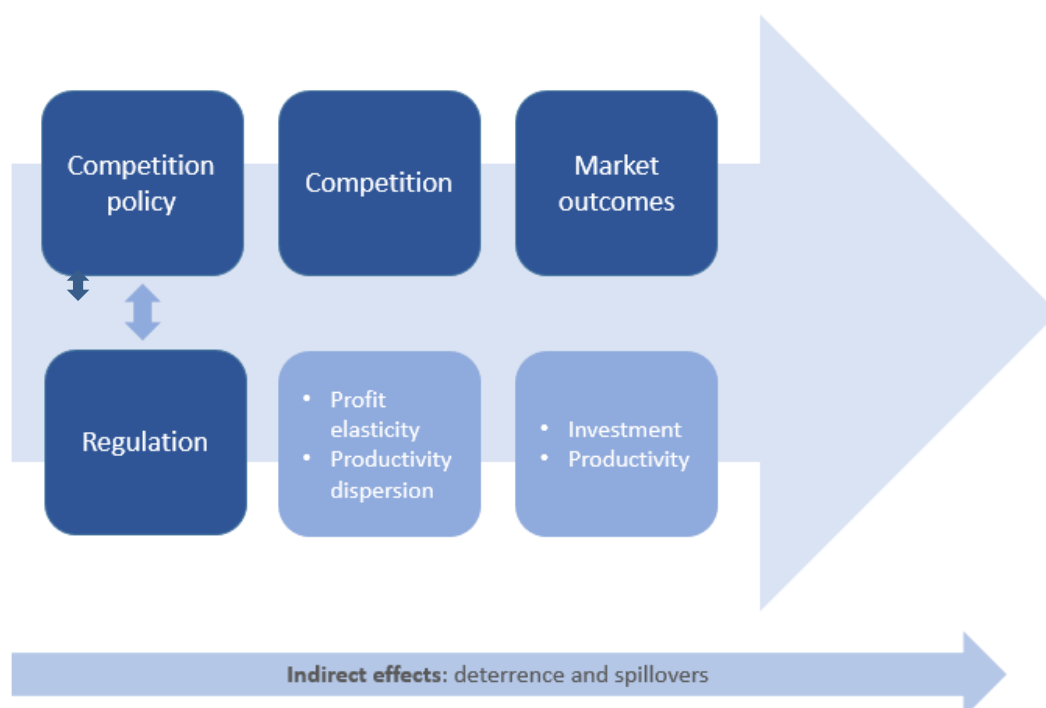 Competition
policy
Competition
Market
outcomes
Regulation
• Profit
elasticity
• Productivity
dispersion
• Investment
• Productivity
Indirect effects: deterrence and spillovers